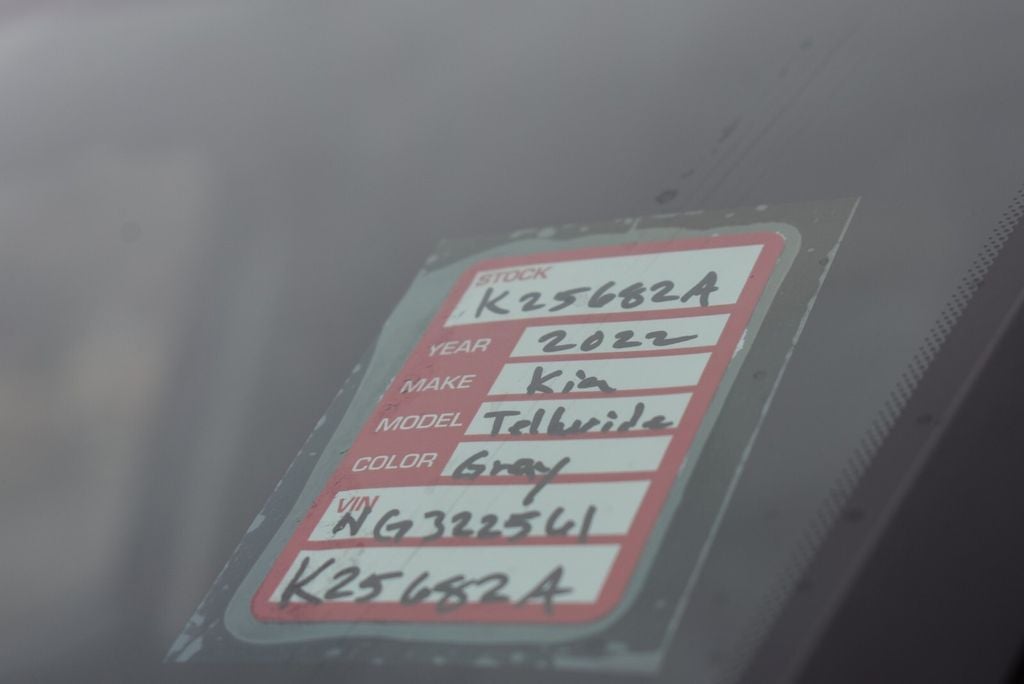 STOCK
K25682A
YEAR 2022
MAKE Kia
MODEL Telluride
COLOR Gray
VIN
NG322561
K25682A